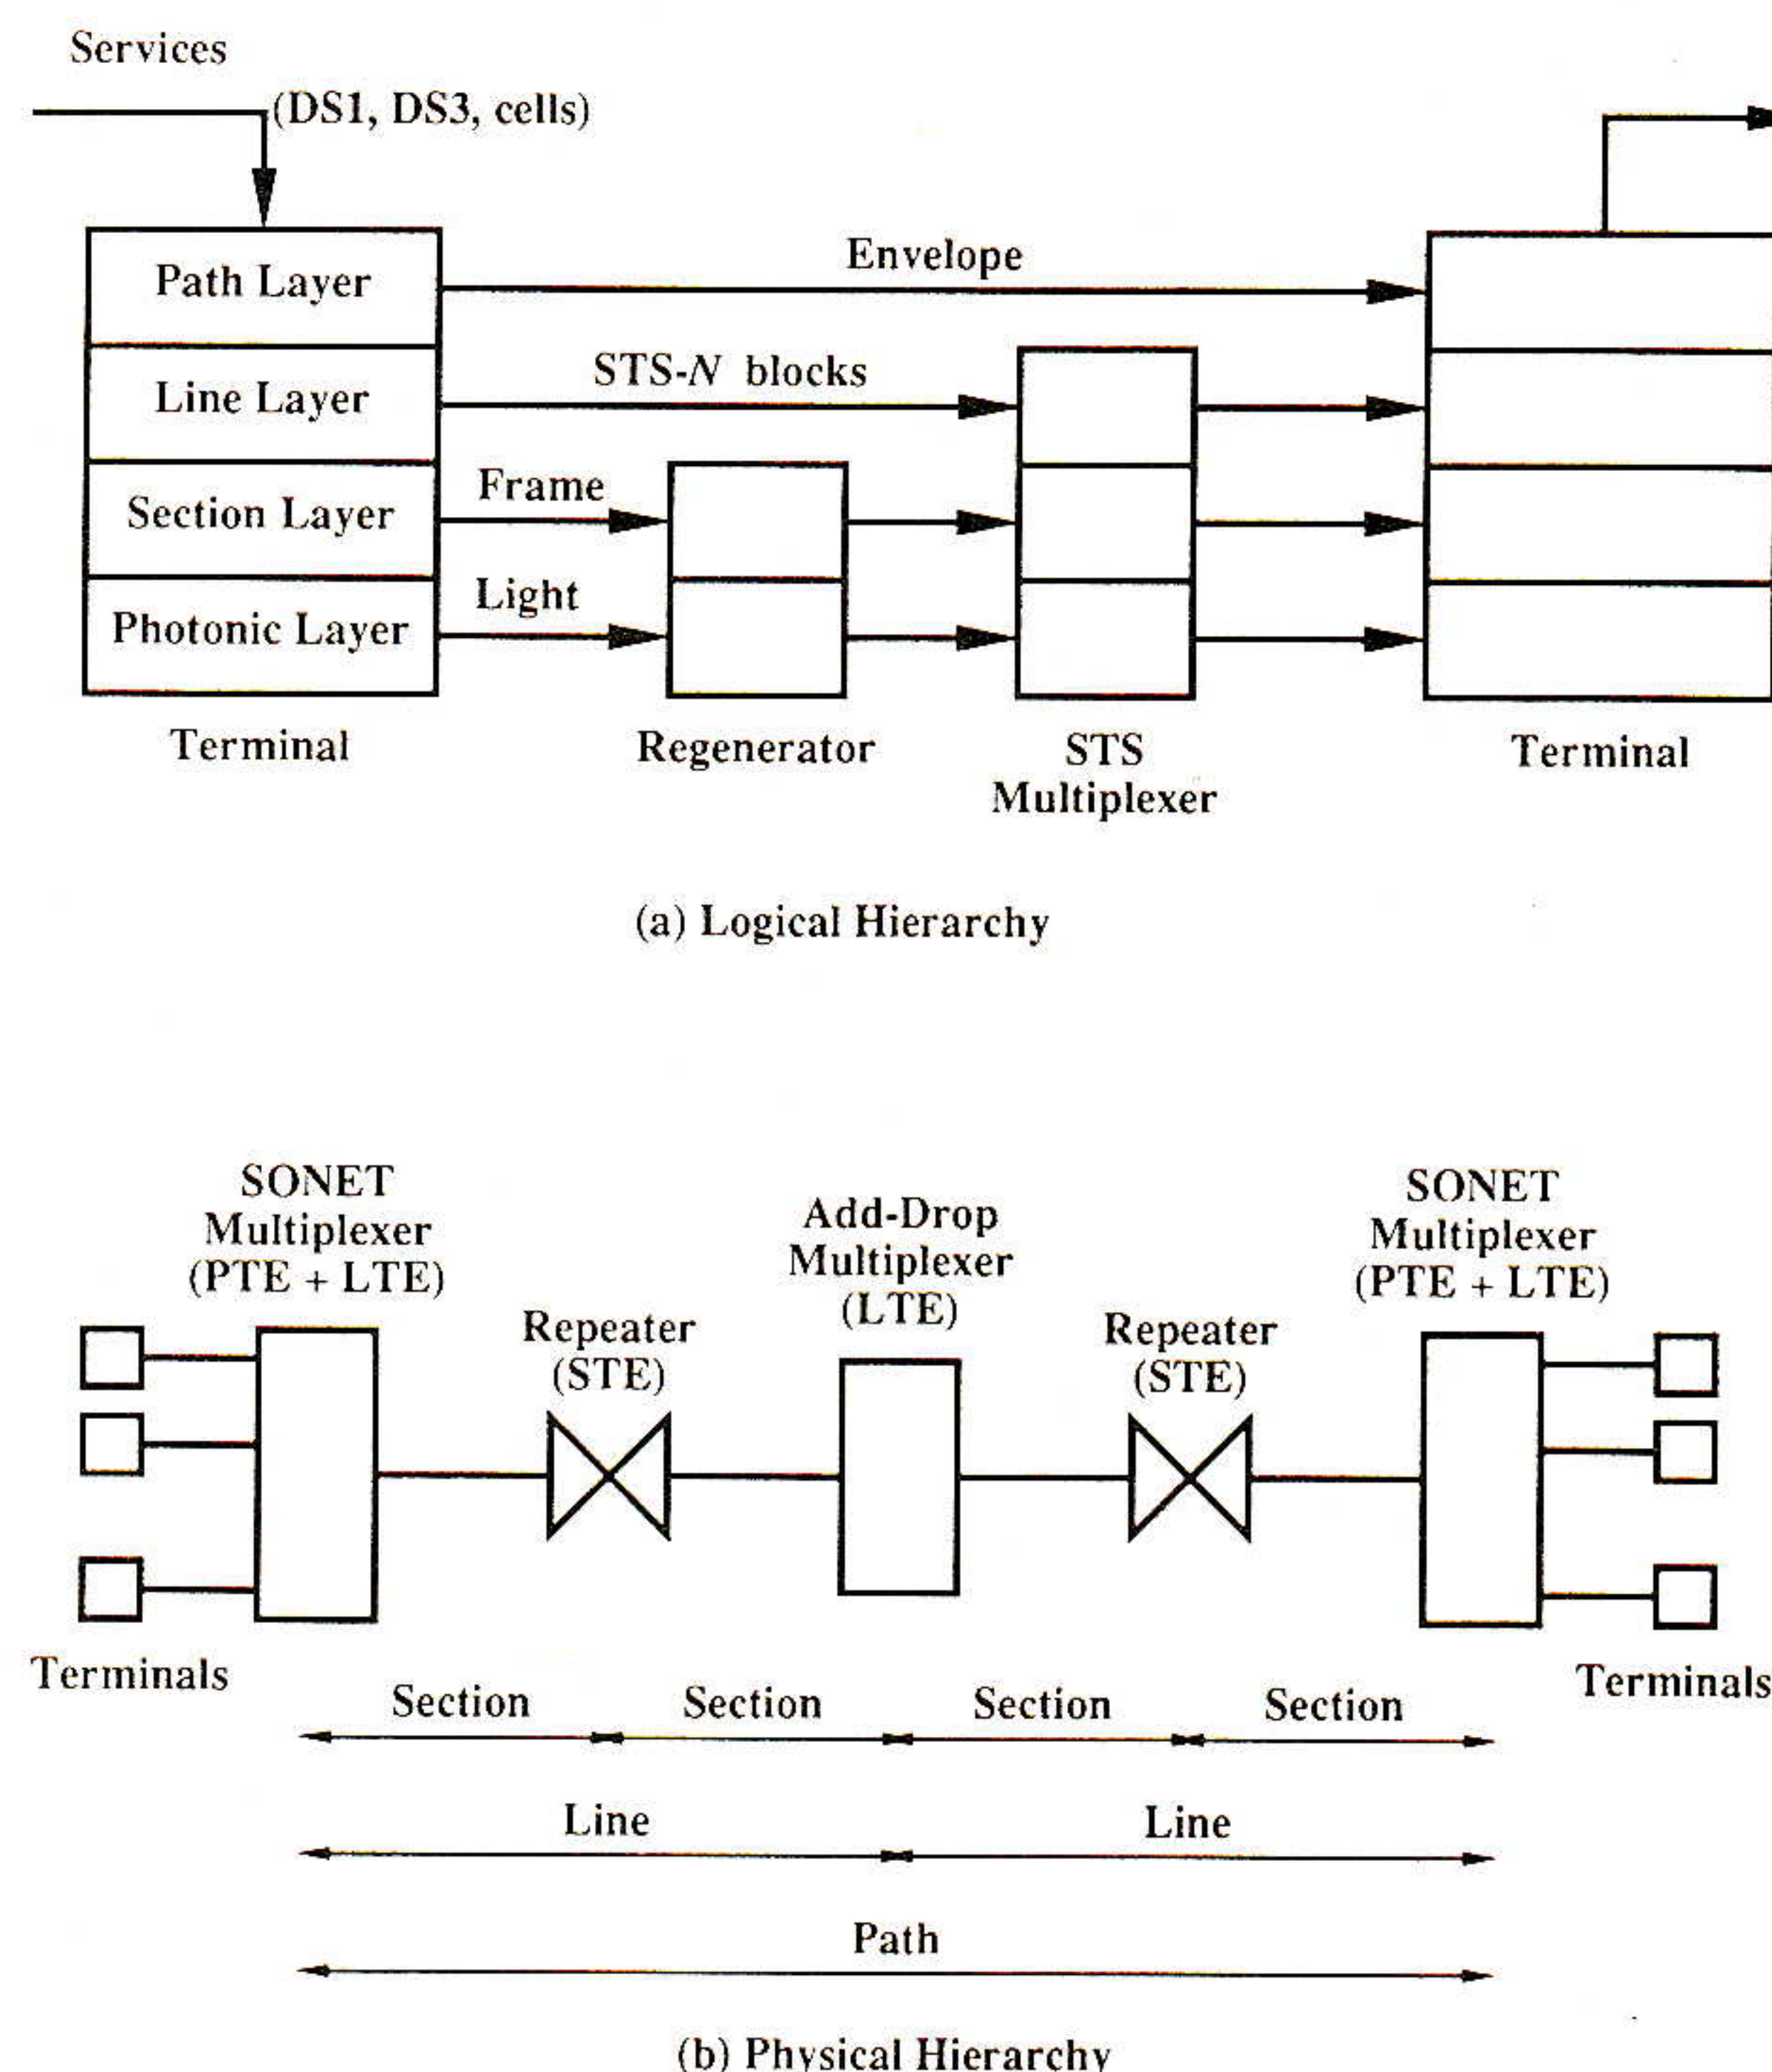 Services
(DS1, DS3, cells)
Path Layer
Envelope
Line Layer
STS-N blocks
Section Layer
Frame
Photonic Layer
Light
Terminal
Regenerator
STS
Multiplexer
Terminal
(a) Logical Hierarchy
SONET
Multiplexer
(PTE + LTE)
Repeater
(STE)
Add-Drop
Multiplexer
(LTE)
Repeater
(STE)
SONET
Multiplexer
(PTE + LTE)
Terminals
Terminals
Section
Section
Section
Section
Line
Line
Path
(b) Physical Hierarchy